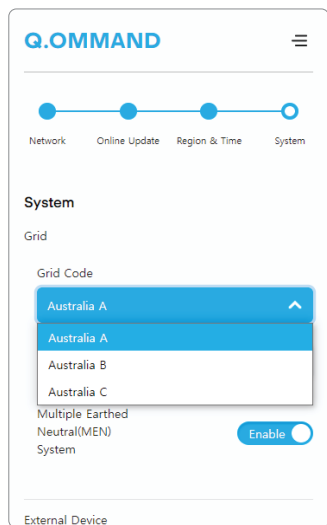 Q.OMMAND
Network Online Update Region & Time System
System
Grid
Grid Code
Australia A
Australia A
Australia B
Australia C
Multiple Earthed
Neutral(MEN)
System
Enable
External Device